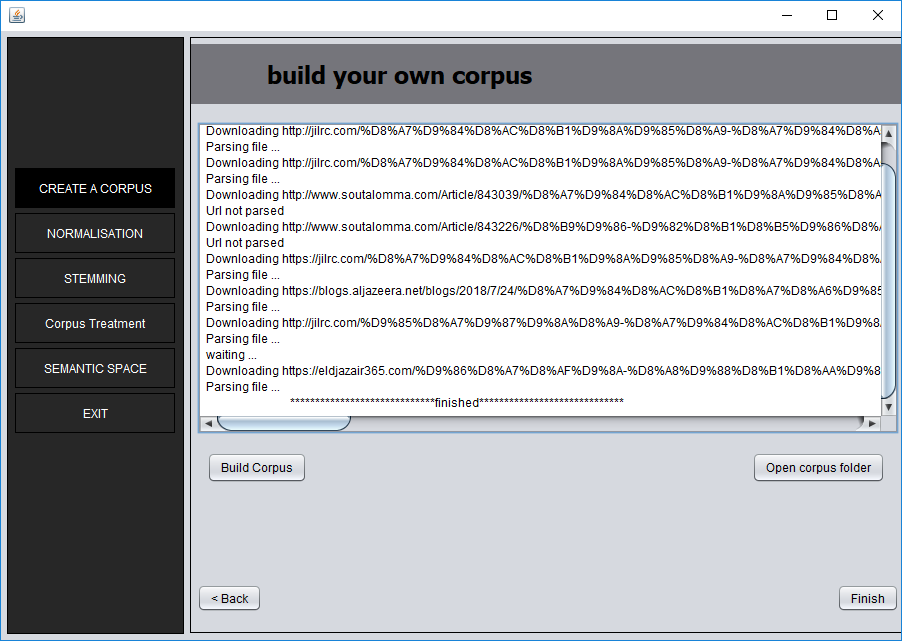 build your own corpus
CREATE A CORPUS
NORMALISATION
STEMMING
Corpus Treatment
SEMANTIC SPACE
EXIT
Downloading http://jilrc.com/%D8%A7%D9%84%D8%AC%D8%B1%D9%8A%D9%85%D8%A9-%D8%A7%D9%84%D8%A
Parsing file ...
Downloading http://jilrc.com/%D8%A7%D9%84%D8%AC%D8%B1%D9%8A%D9%85%D8%A9-%D8%A7%D9%84%D8%A
Parsing file ...
Downloading http://www.soutalomma.com/Article/843039/%D8%A7%D9%84%D8%AC%D8%B1%D9%8A%D9%85%D8%A
Url not parsed
Downloading http://www.soutalomma.com/Article/843226/%D8%B9%D9%86-%D9%82%D8%B1%D8%B5%D9%86%D8%A
Url not parsed
Downloading https://jilrc.com/%D8%A7%D9%84%D8%AC%D8%B1%D9%8A%D9%85%D8%A9-%D8%A7%D9%84%D8%
Parsing file ...
Downloading https://blogs.aljazeera.net/blogs/2018/7/24/%D8%A7%D9%84%D8%AC%D8%B1%D8%A7%D8%A6%D9%85
Parsing file ...
Downloading http://jilrc.com/%D9%85%D8%A7%D9%87%D9%8A%D8%A9-%D8%A7%D9%84%D8%AC%D8%B1%D9%8
Parsing file ...
waiting ...
Downloading https://eldjazair365.com/%D9%86%D8%A7%D8%AF%D9%8A-%D8%A8%D9%88%D8%B1%D8%AA%D9%8
Parsing file ...
*****************************finished*****************************
Build Corpus
Open corpus folder
< Back
Finish